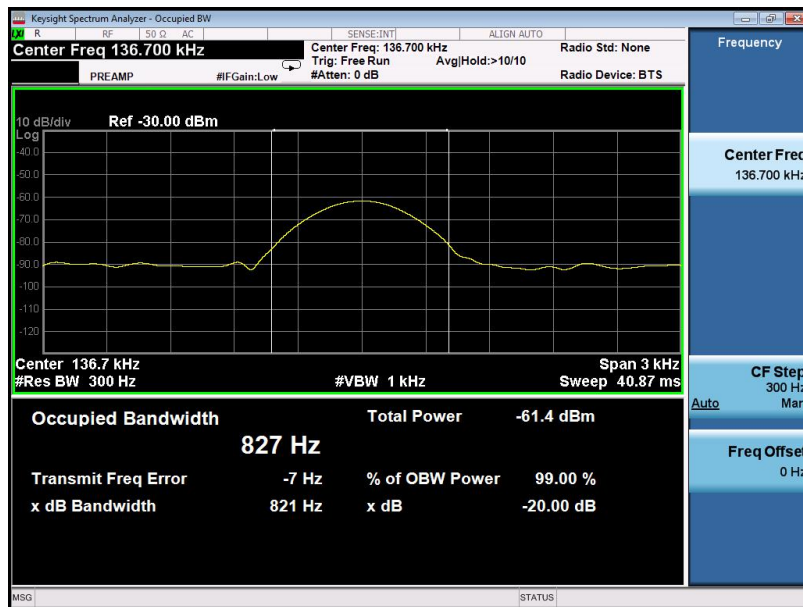 Keysight Spectrum Analyzer - Occupied BW
LXI R RF 50 Ω AC SENSE:INT ALIGN AUTO
Center Freq 136.700 kHz
Center Freq: 136.700 kHz
Radio Std: None
Trig: Free Run Avg|Hold:>10/10
PREAMP #IFGain:Low #Atten: 0 dB Radio Device: BTS
10 dB/div Ref -30.00 dBm
Log
-40.0
-50.0
-60.0
-70.0
-80.0
-90.0
-100
-110
-120
Center 136.7 kHz Span 3 kHz
#Res BW 300 Hz #VBW 1 kHz Sweep 40.87 ms
Occupied Bandwidth Total Power -61.4 dBm
827 Hz
Transmit Freq Error -7 Hz % of OBW Power 99.00 %
x dB Bandwidth 821 Hz x dB -20.00 dB
MSG STATUS
Frequency
Center Freq
136.700 kHz
CF Step
300 Hz
Auto Man
Freq Offset
0 Hz